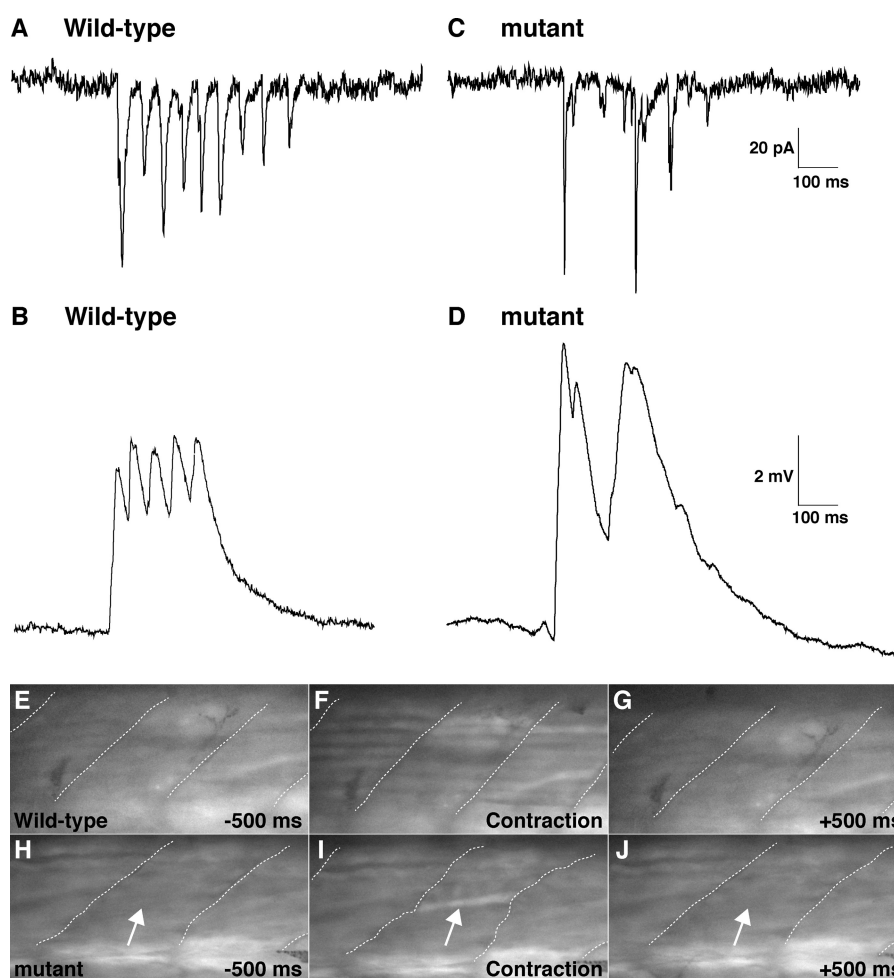 A Wild-type
C mutant
20 pA
100 ms
B Wild-type
D mutant
2 mV
100 ms
E
F
G
Wild-type -500 ms
Contraction
+500 ms
H
I
J
mutant -500 ms
Contraction
+500 ms